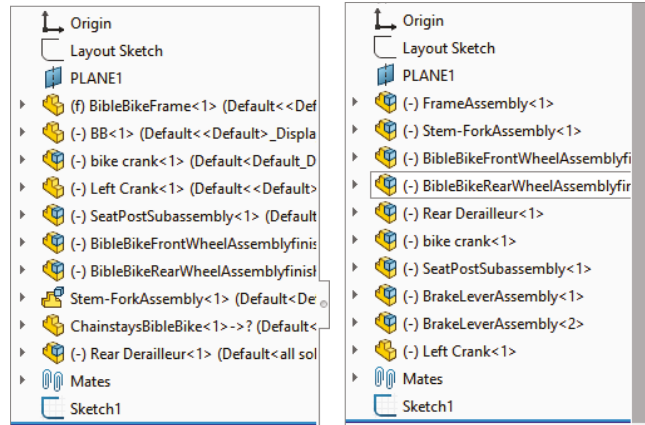 Origin
Layout Sketch
PLANE1
(f) BibleBikeFrame<1> (Default<<Def
(-) BB<1> (Default<<Default>_Displa
(-) bike crank<1> (Default<Default_D
(-) Left Crank<1> (Default<<Default>
(-) SeatPostSubassembly<1> (Default
(-) BibleBikeFrontWheelAssemblyfinis
(-) BibleBikeRearWheelAssemblyfinish
Stem-ForkAssembly<1> (Default<De
ChainstaysBibleBike<1>->? (Default<
(-) Rear Derailleur<1> (Default<all sol
Mates
Sketch1
Origin
Layout Sketch
PLANE1
(-) FrameAssembly<1>
(-) Stem-ForkAssembly<1>
(-) BibleBikeFrontWheelAssemblyfi
(-) BibleBikeRearWheelAssemblyfir
(-) Rear Derailleur<1>
(-) bike crank<1>
(-) SeatPostSubassembly<1>
(-) BrakeLeverAssembly<1>
(-) BrakeLeverAssembly<2>
(-) Left Crank<1>
Mates
Sketch1